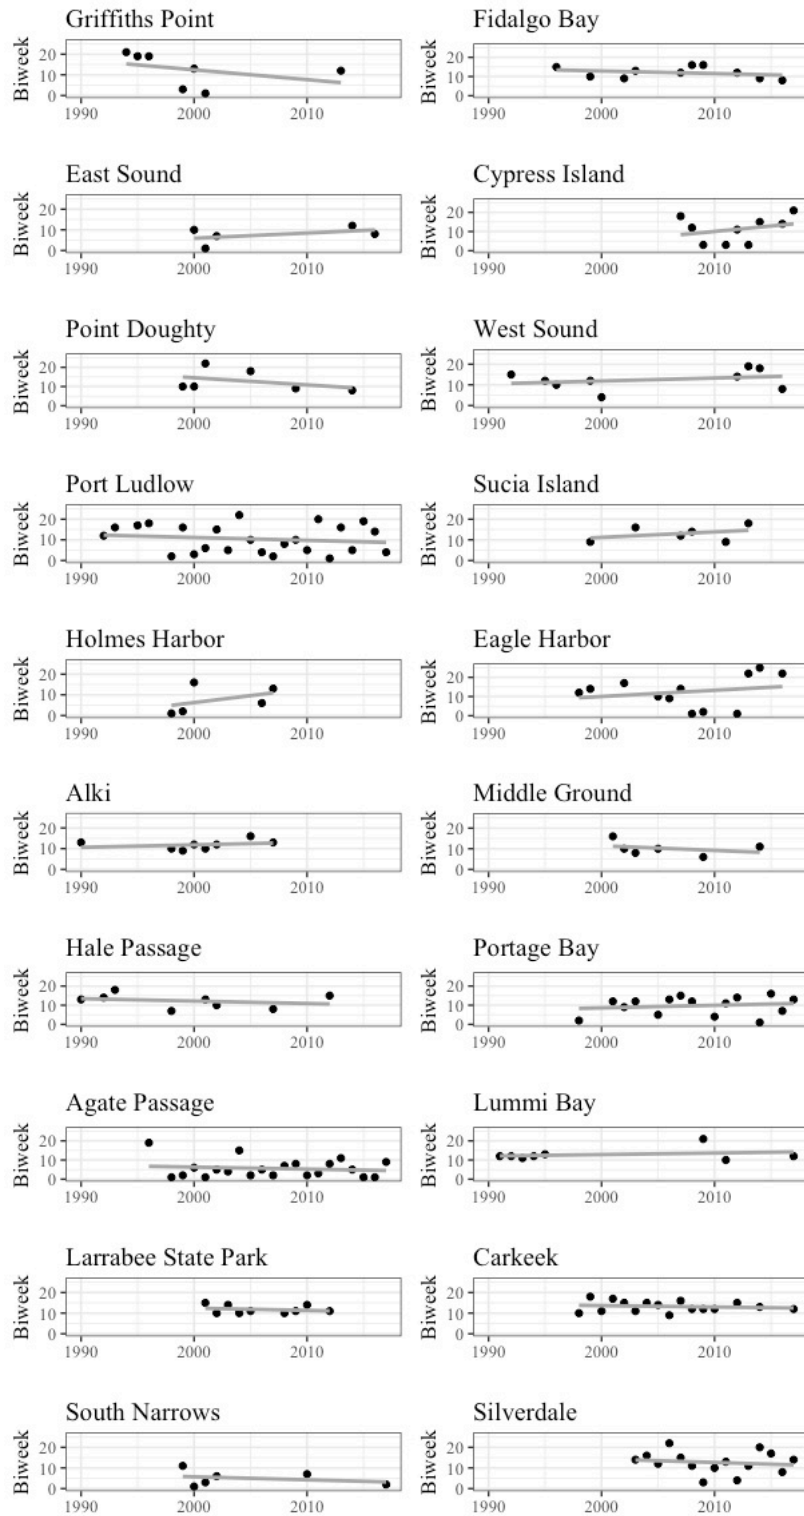 Griffiths Point
Biweek
20
10
0
1990 2000 2010
Fidalgo Bay
Biweek
20
10
0
1990 2000 2010
East Sound
Biweek
20
10
0
1990 2000 2010
Cypress Island
Biweek
20
10
0
1990 2000 2010
Point Doughty
Biweek
20
10
0
1990 2000 2010
West Sound
Biweek
20
10
0
1990 2000 2010
Port Ludlow
Biweek
20
10
0
1990 2000 2010
Sucia Island
Biweek
20
10
0
1990 2000 2010
Holmes Harbor
Biweek
20
10
0
1990 2000 2010
Eagle Harbor
Biweek
20
10
0
1990 2000 2010
Alki
Biweek
20
10
0
1990 2000 2010
Middle Ground
Biweek
20
10
0
1990 2000 2010
Hale Passage
Biweek
20
10
0
1990 2000 2010
Portage Bay
Biweek
20
10
0
1990 2000 2010
Agate Passage
Biweek
20
10
0
1990 2000 2010
Lummi Bay
Biweek
20
10
0
1990 2000 2010
Larrabee State Park
Biweek
20
10
0
1990 2000 2010
Carkeek
Biweek
20
10
0
1990 2000 2010
South Narrows
Biweek
20
10
0
1990 2000 2010
Silverdale
Biweek
20
10
0
1990 2000 2010